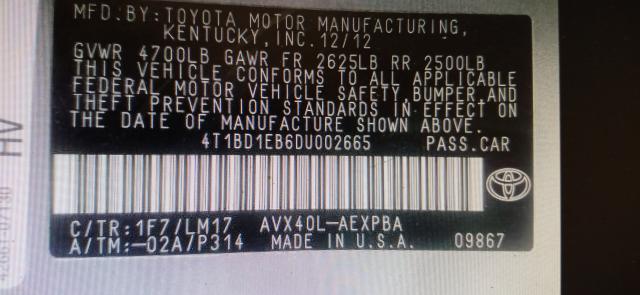 MFD.BY:TOYOTA MOTOR MANUFACTURING,
KENTUCKY, INC.12/12
GVWR 4700LB GAWR FR 2625LB RR 2500LB
THIS VEHICLE CONFORMS TO ALL APPLICABLE
FEDERAL MOTOR VEHICLE SAFETY, BUMPER AND
THEFT PREVENTION STANDARDS IN EFFECT ON
THE DATE OF MANUFACTURE SHOWN ABOVE.
4T1BD1EB6DU002665 PASS.CAR
C/TR:1F7/LM17 AVX40L-AEXPBA
A/TM:-02A/P314 MADE IN U.S.A. 09867
HV